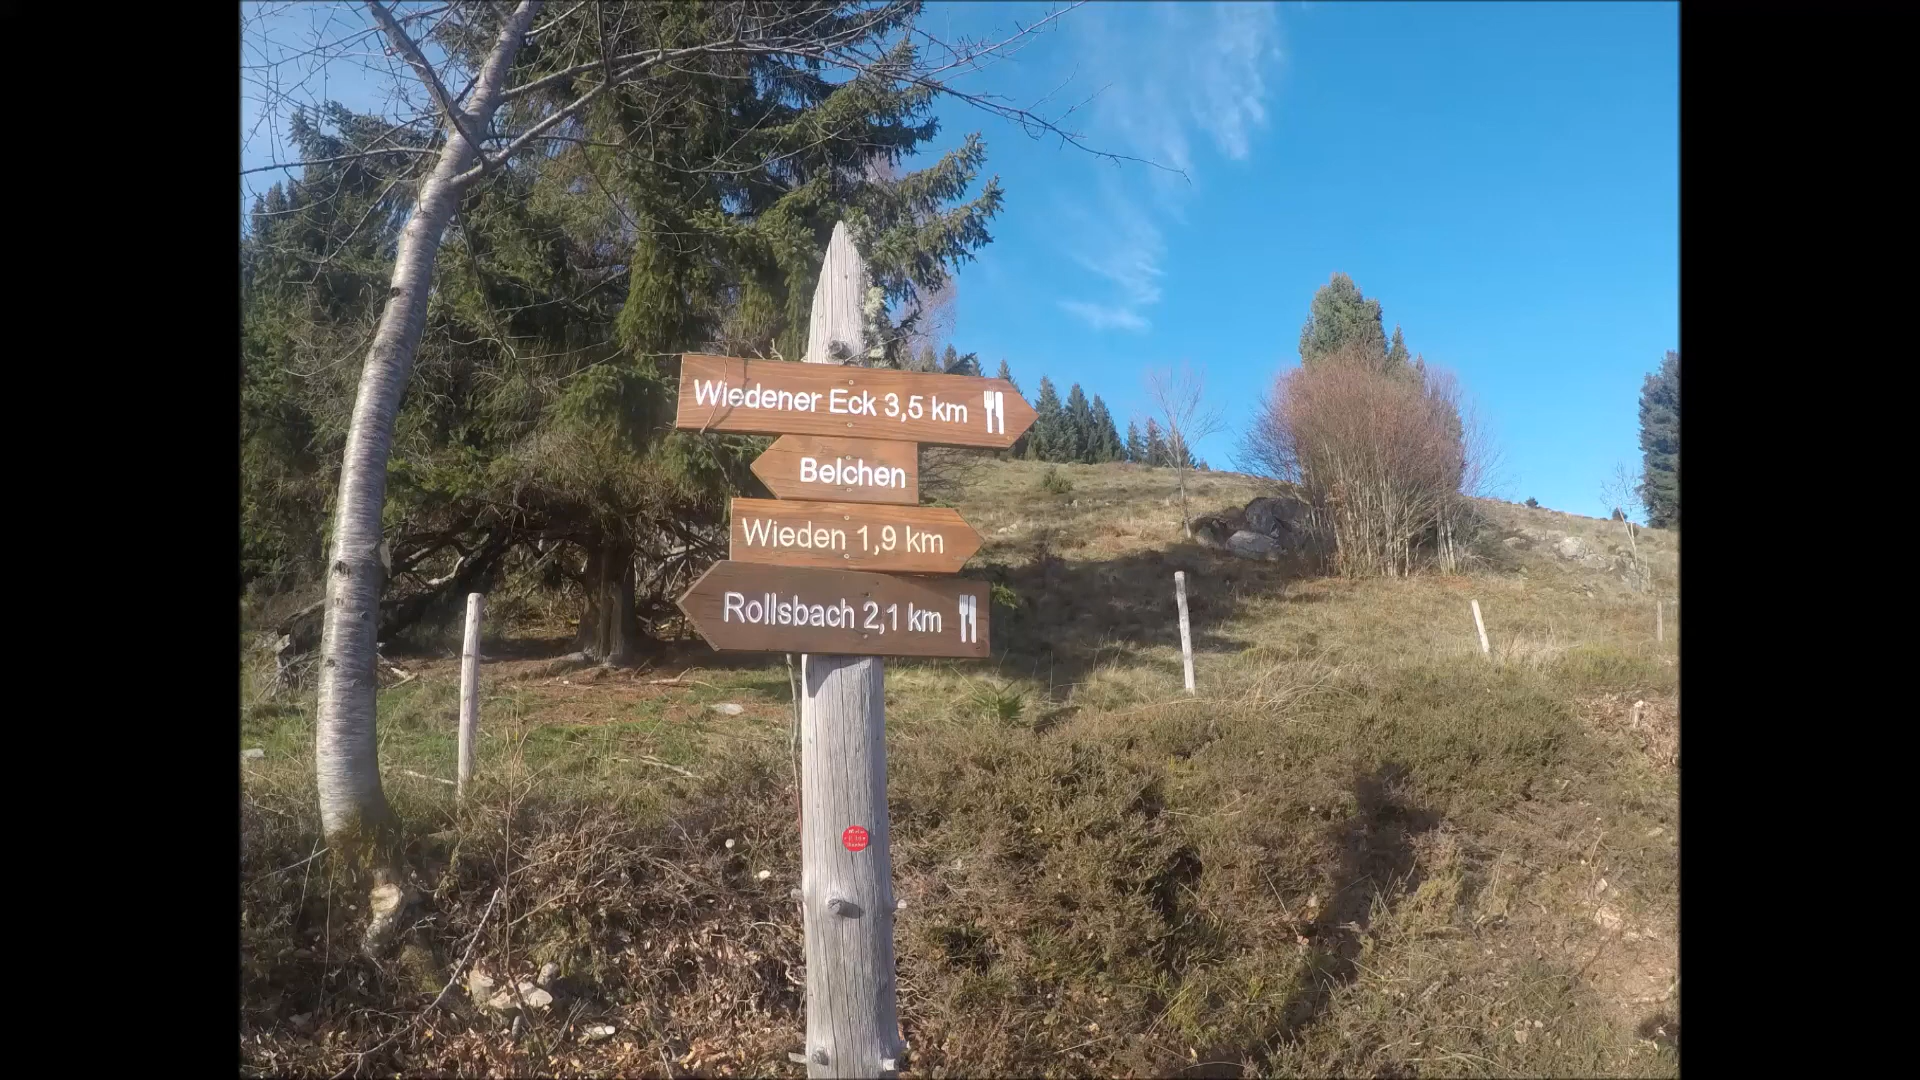 Wiedener Eck 3,5 km
Belchen
Wieden 1,9 km
Rollsbach 2,1 km